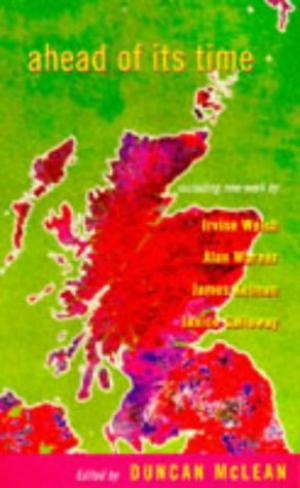 ahead of its time
including new work by
Irvine Welsh
Alan Warner
James Kelman
Janice Galloway
Edited by DUNCAN McLEAN